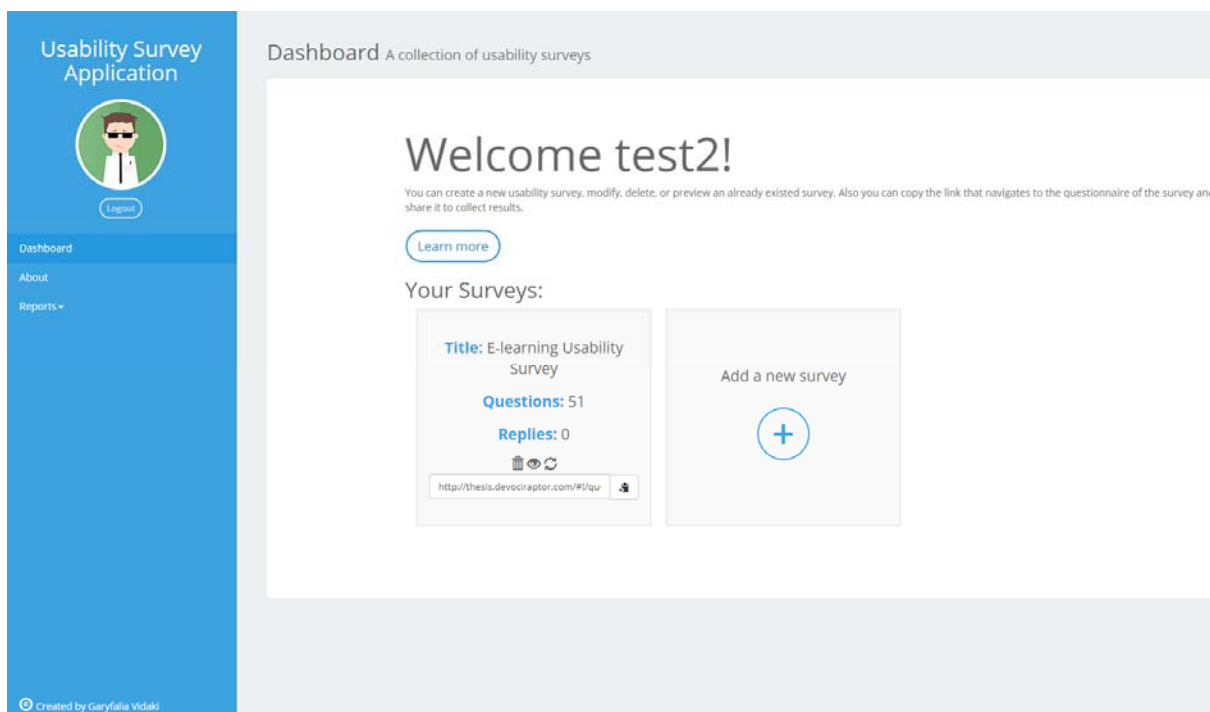 Usability Survey
Application
Logout
Dashboard
About
Reports
Created by Garyfalia Vidaki
Dashboard A collection of usability surveys
Welcome test2!
You can create a new usability survey, modify, delete, or preview an already existed survey. Also you can copy the link that navigates to the questionnaire of the survey and
share it to collect results.
Learn more
Your Surveys:
Title: E-learning Usability
Survey
Questions: 51
Replies: 0
http://thesis.devociraptor.com/#!/qu
Add a new survey